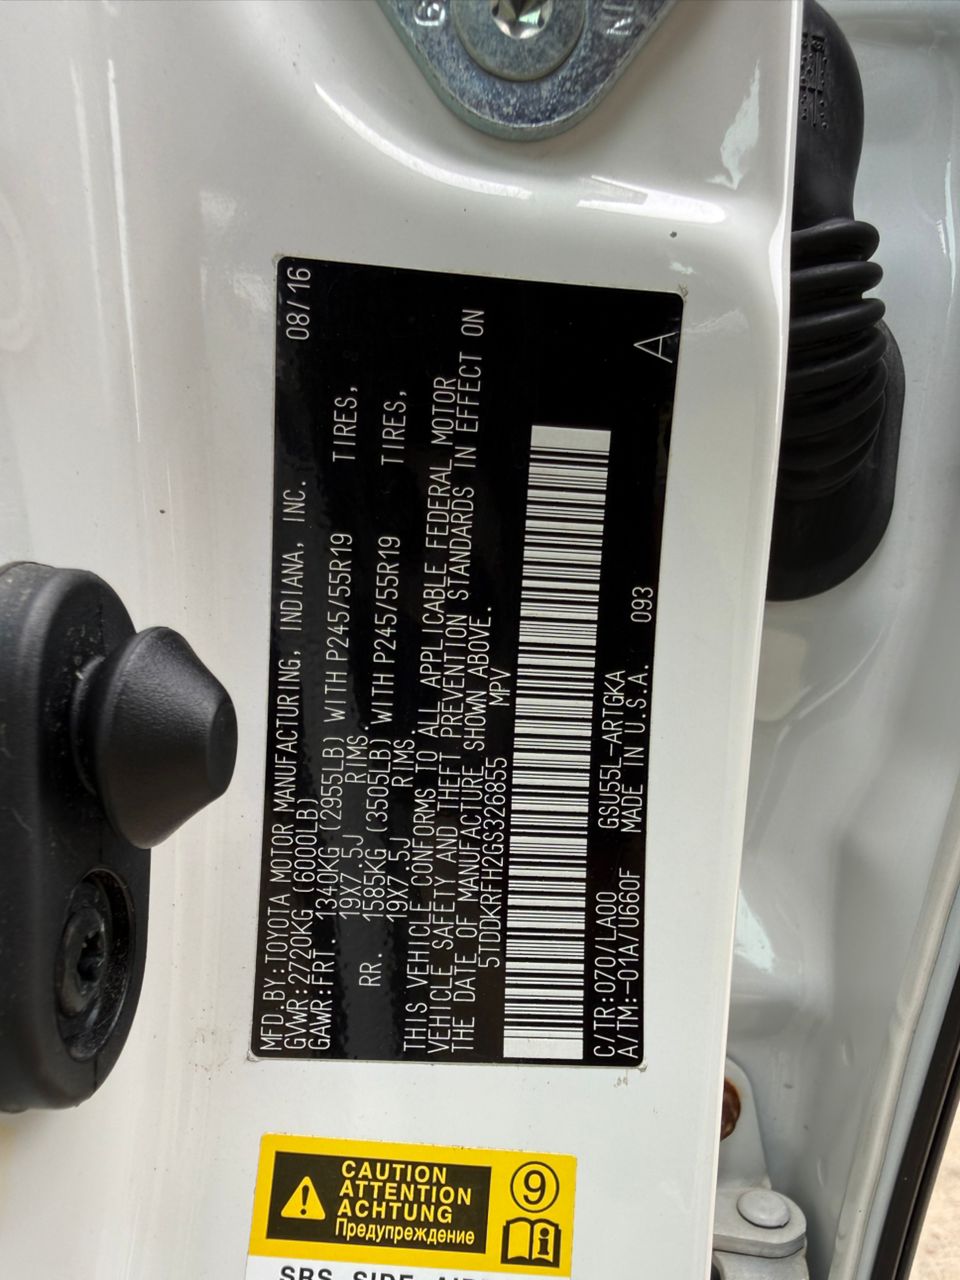 MFD.BY:TOYOTA MOTOR MANUFACTURING, INDIANA, INC. 08/16
GVWR:2720KG (6000LB)
GAWR:FRT. 1340KG (2955LB) WITH P245/55R19 TIRES,
19X7.5J RIMS.
RR. 1585KG (3505LB) WITH P245/55R19 TIRES,
19X7.5J RIMS.
THIS VEHICLE CONFORMS TO ALL APPLICABLE FEDERAL MOTOR
VEHICLE SAFETY AND THEFT PREVENTION STANDARDS IN EFFECT ON
THE DATE OF MANUFACTURE SHOWN ABOVE.
5TDDKRFH2GS326855 MPV
C/TR:070/LA00 GSU55L-ARTGKA 093
A/TM:-01A/U660F MADE IN U.S.A.
A
CAUTION
ATTENTION
ACHTUNG
Предупреждение
9
SRS SIDE